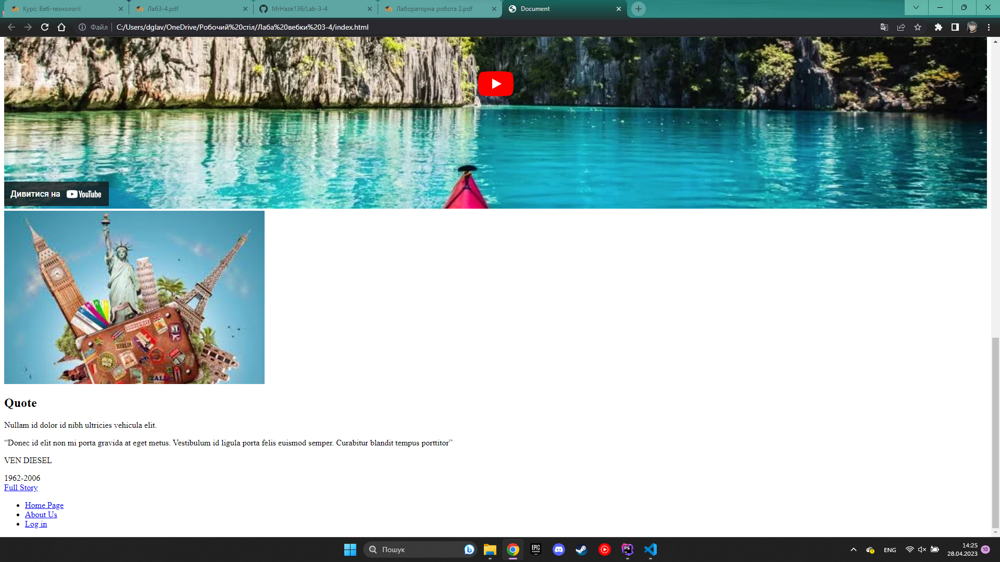 Курс: Веб-технології
Лаб3-4.pdf
MrHaze136/Lab-3-4
Лабораторна робота 2.pdf
Document
Файл
C:/Users/dglav/OneDrive/Робочий%20стіл/Лаба%20вебки%203-4/index.html
Дивитися на YouTube
Quote
Nullam id dolor id nibh ultricies vehicula elit.
“Donec id elit non mi porta gravida at eget metus. Vestibulum id ligula porta felis euismod semper. Curabitur blandit tempus porttitor”
VEN DIESEL
1962-2006
Full Story
Home Page
About Us
Log in
Пошук
EPIC GAMES
PS
ENG
14:25
28.04.2023
10